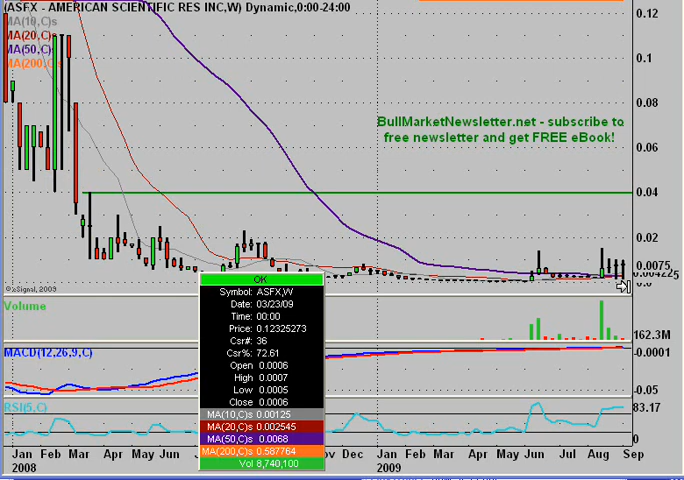 (ASFX - AMERICAN SCIENTIFIC RES INC,W) Dynamic,0:00-24:00
MA(10,C)s
MA(20,C)s
MA(50,C)s
MA(200,C)s
0.12
0.1
0.08
0.06
0.04
0.02
0.0075
0.004225
0.0
BullMarketNewsletter.net - subscribe to
free newsletter and get FREE eBook!
© eSignal, 2009
OK
Symbol: ASFX,W
Date: 03/23/09
Time: 00:00
Price: 0.12325273
Csr#: 36
Csr%: 72.61
Open 0.0006
High 0.0007
Low 0.0005
Close 0.0006
MA(10,C)s 0.00125
MA(20,C)s 0.002545
MA(50,C)s 0.0068
MA(200,C)s 0.587764
Vol 8,740,100
Volume
162.3M
MACD(12,26,9,C)
-0.0001
-0.05
RSI(5,C)
83.17
0
Jan Feb Mar Apr May Jun Nov Dec Jan Feb Mar Apr May Jun Jul Aug Sep
2008 2009